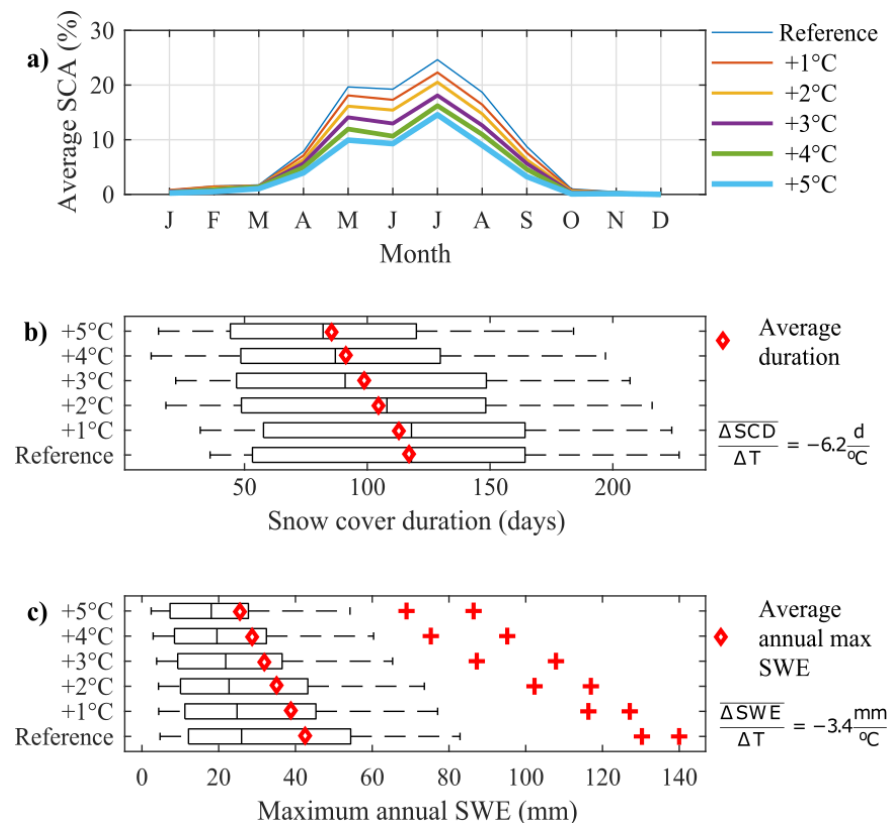 a)
Average SCA (%)
30
20
10
0
J F M A M J J A S O N D
Month
Reference
+1°C
+2°C
+3°C
+4°C
+5°C
b)
+5°C
+4°C
+3°C
+2°C
+1°C
Reference
50 100 150 200
Snow cover duration (days)
Average
duration
ΔSCD/ΔT = −6.2 d/ºC
c)
+5°C
+4°C
+3°C
+2°C
+1°C
Reference
0 20 40 60 80 100 120 140
Maximum annual SWE (mm)
Average
annual max
SWE
ΔSWE/ΔT = −3.4 mm/ºC